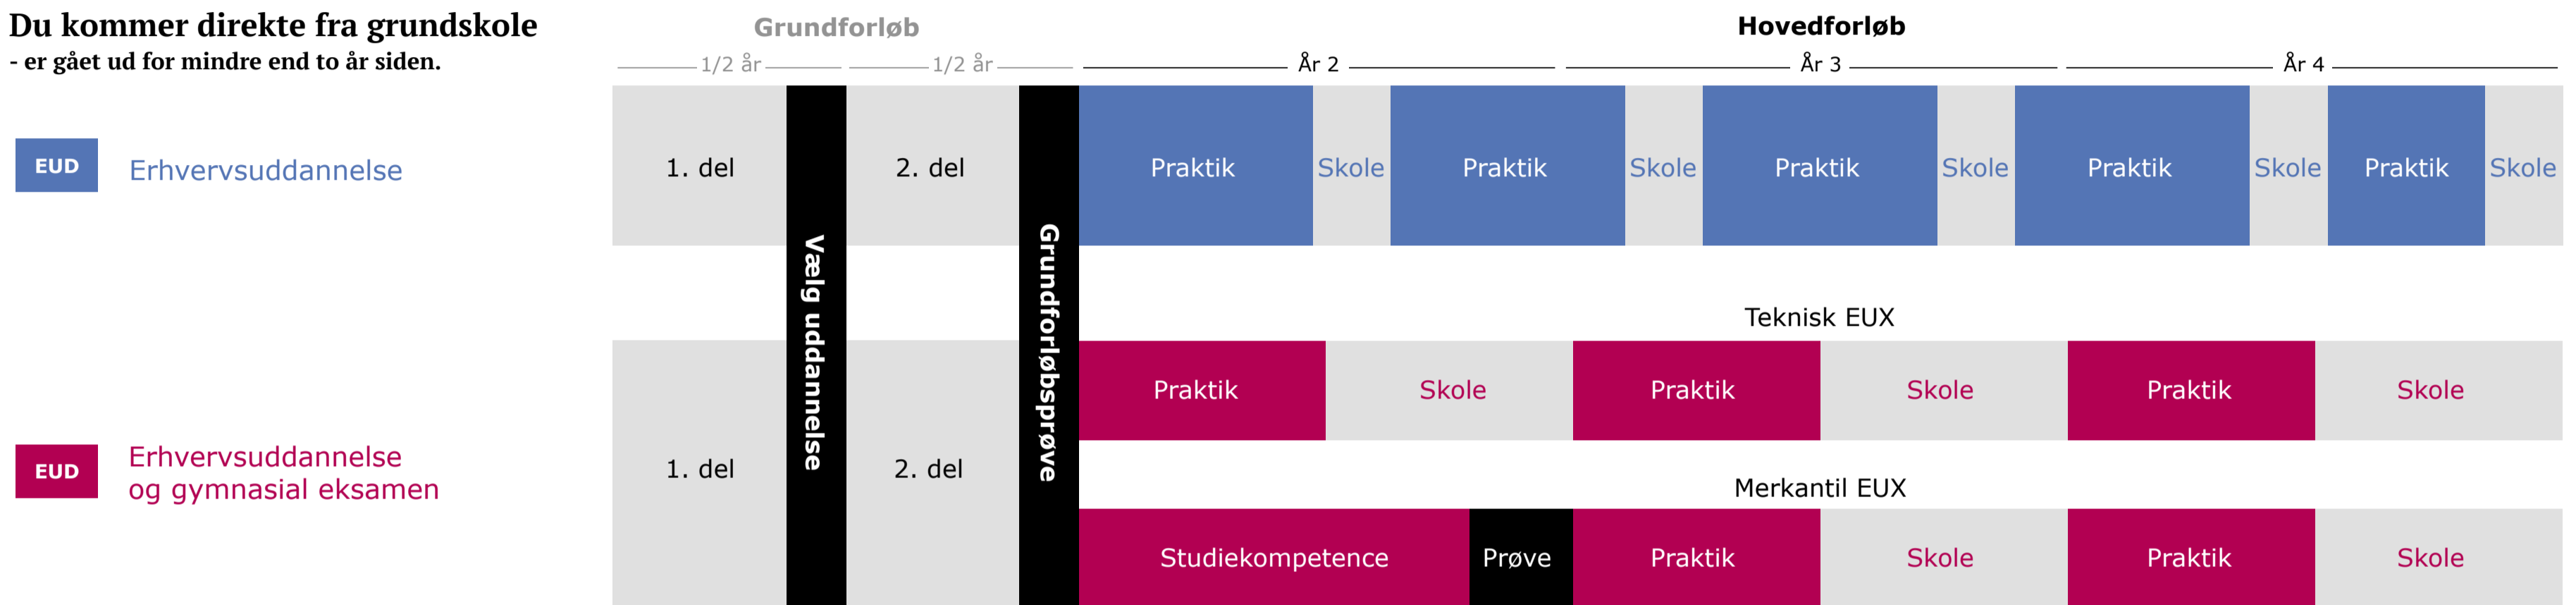 Du kommer direkte fra grundskole
- er gået ud for mindre end to år siden.
Grundforløb
Hovedforløb
1/2 år
1/2 år
År 2
År 3
År 4
EUD
Erhvervsuddannelse
1. del
Vælg uddannelse
2. del
Grundforløbsprøve
Praktik
Skole
Praktik
Skole
Praktik
Skole
Praktik
Skole
Praktik
Skole
EUD
Erhvervsuddannelse
og gymnasial eksamen
1. del
2. del
Teknisk EUX
Praktik
Skole
Praktik
Skole
Praktik
Skole
Merkantil EUX
Studiekompetence
Prøve
Praktik
Skole
Praktik
Skole